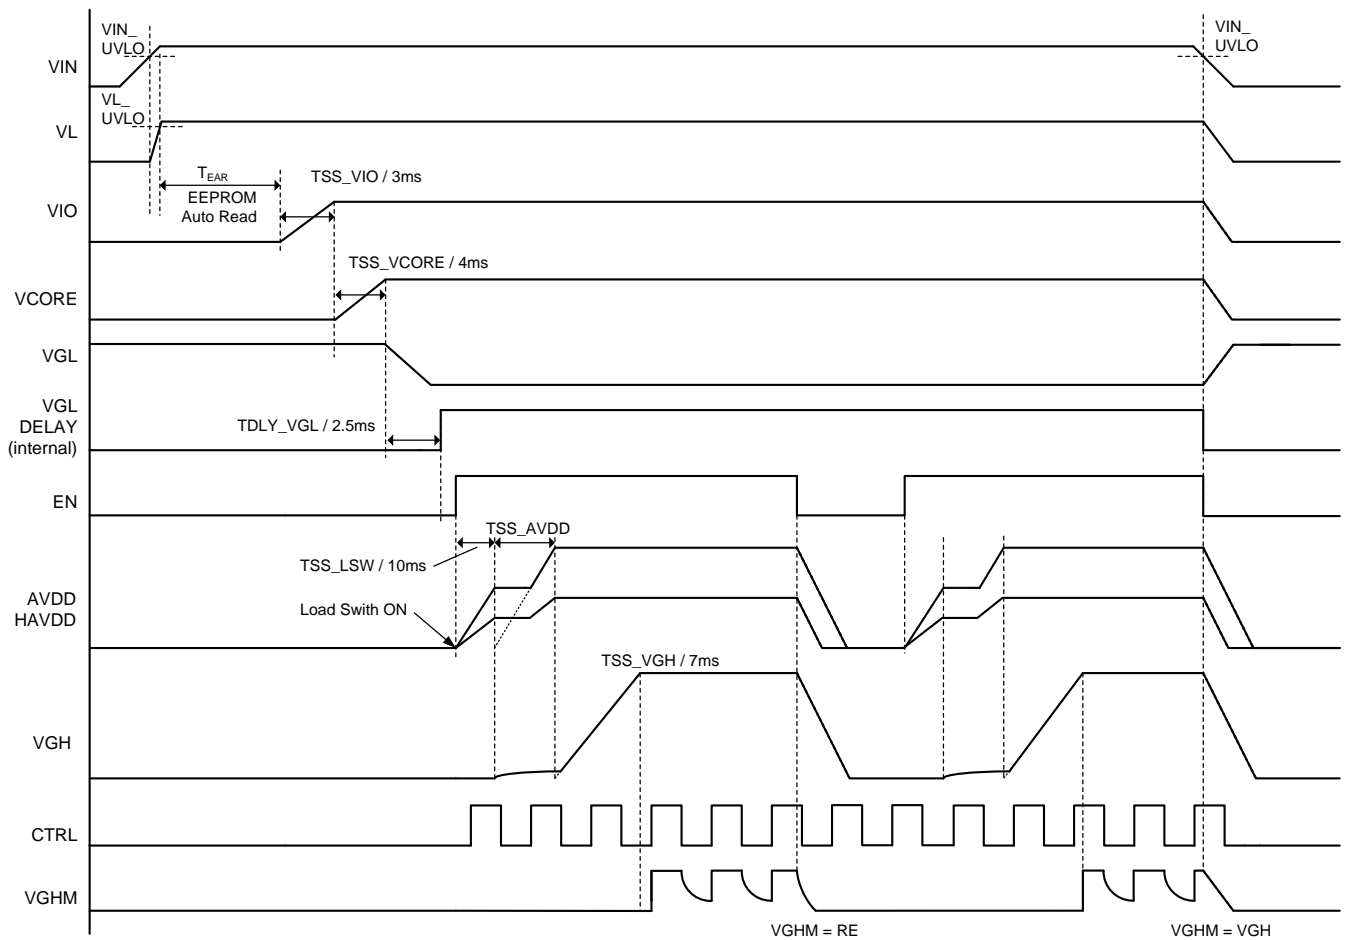 VIN_
UVLO
VIN_
UVLO
VIN
VL_
UVLO
VL
TEAR
EEPROM
Auto Read
TSS_VIO / 3ms
VIO
TSS_VCORE / 4ms
VCORE
VGL
VGL
DELAY
(internal)
TDLY_VGL / 2.5ms
EN
TSS_AVDD
TSS_LSW / 10ms
Load Swith ON
AVDD
HAVDD
TSS_VGH / 7ms
VGH
CTRL
VGHM
VGHM = RE
VGHM = VGH